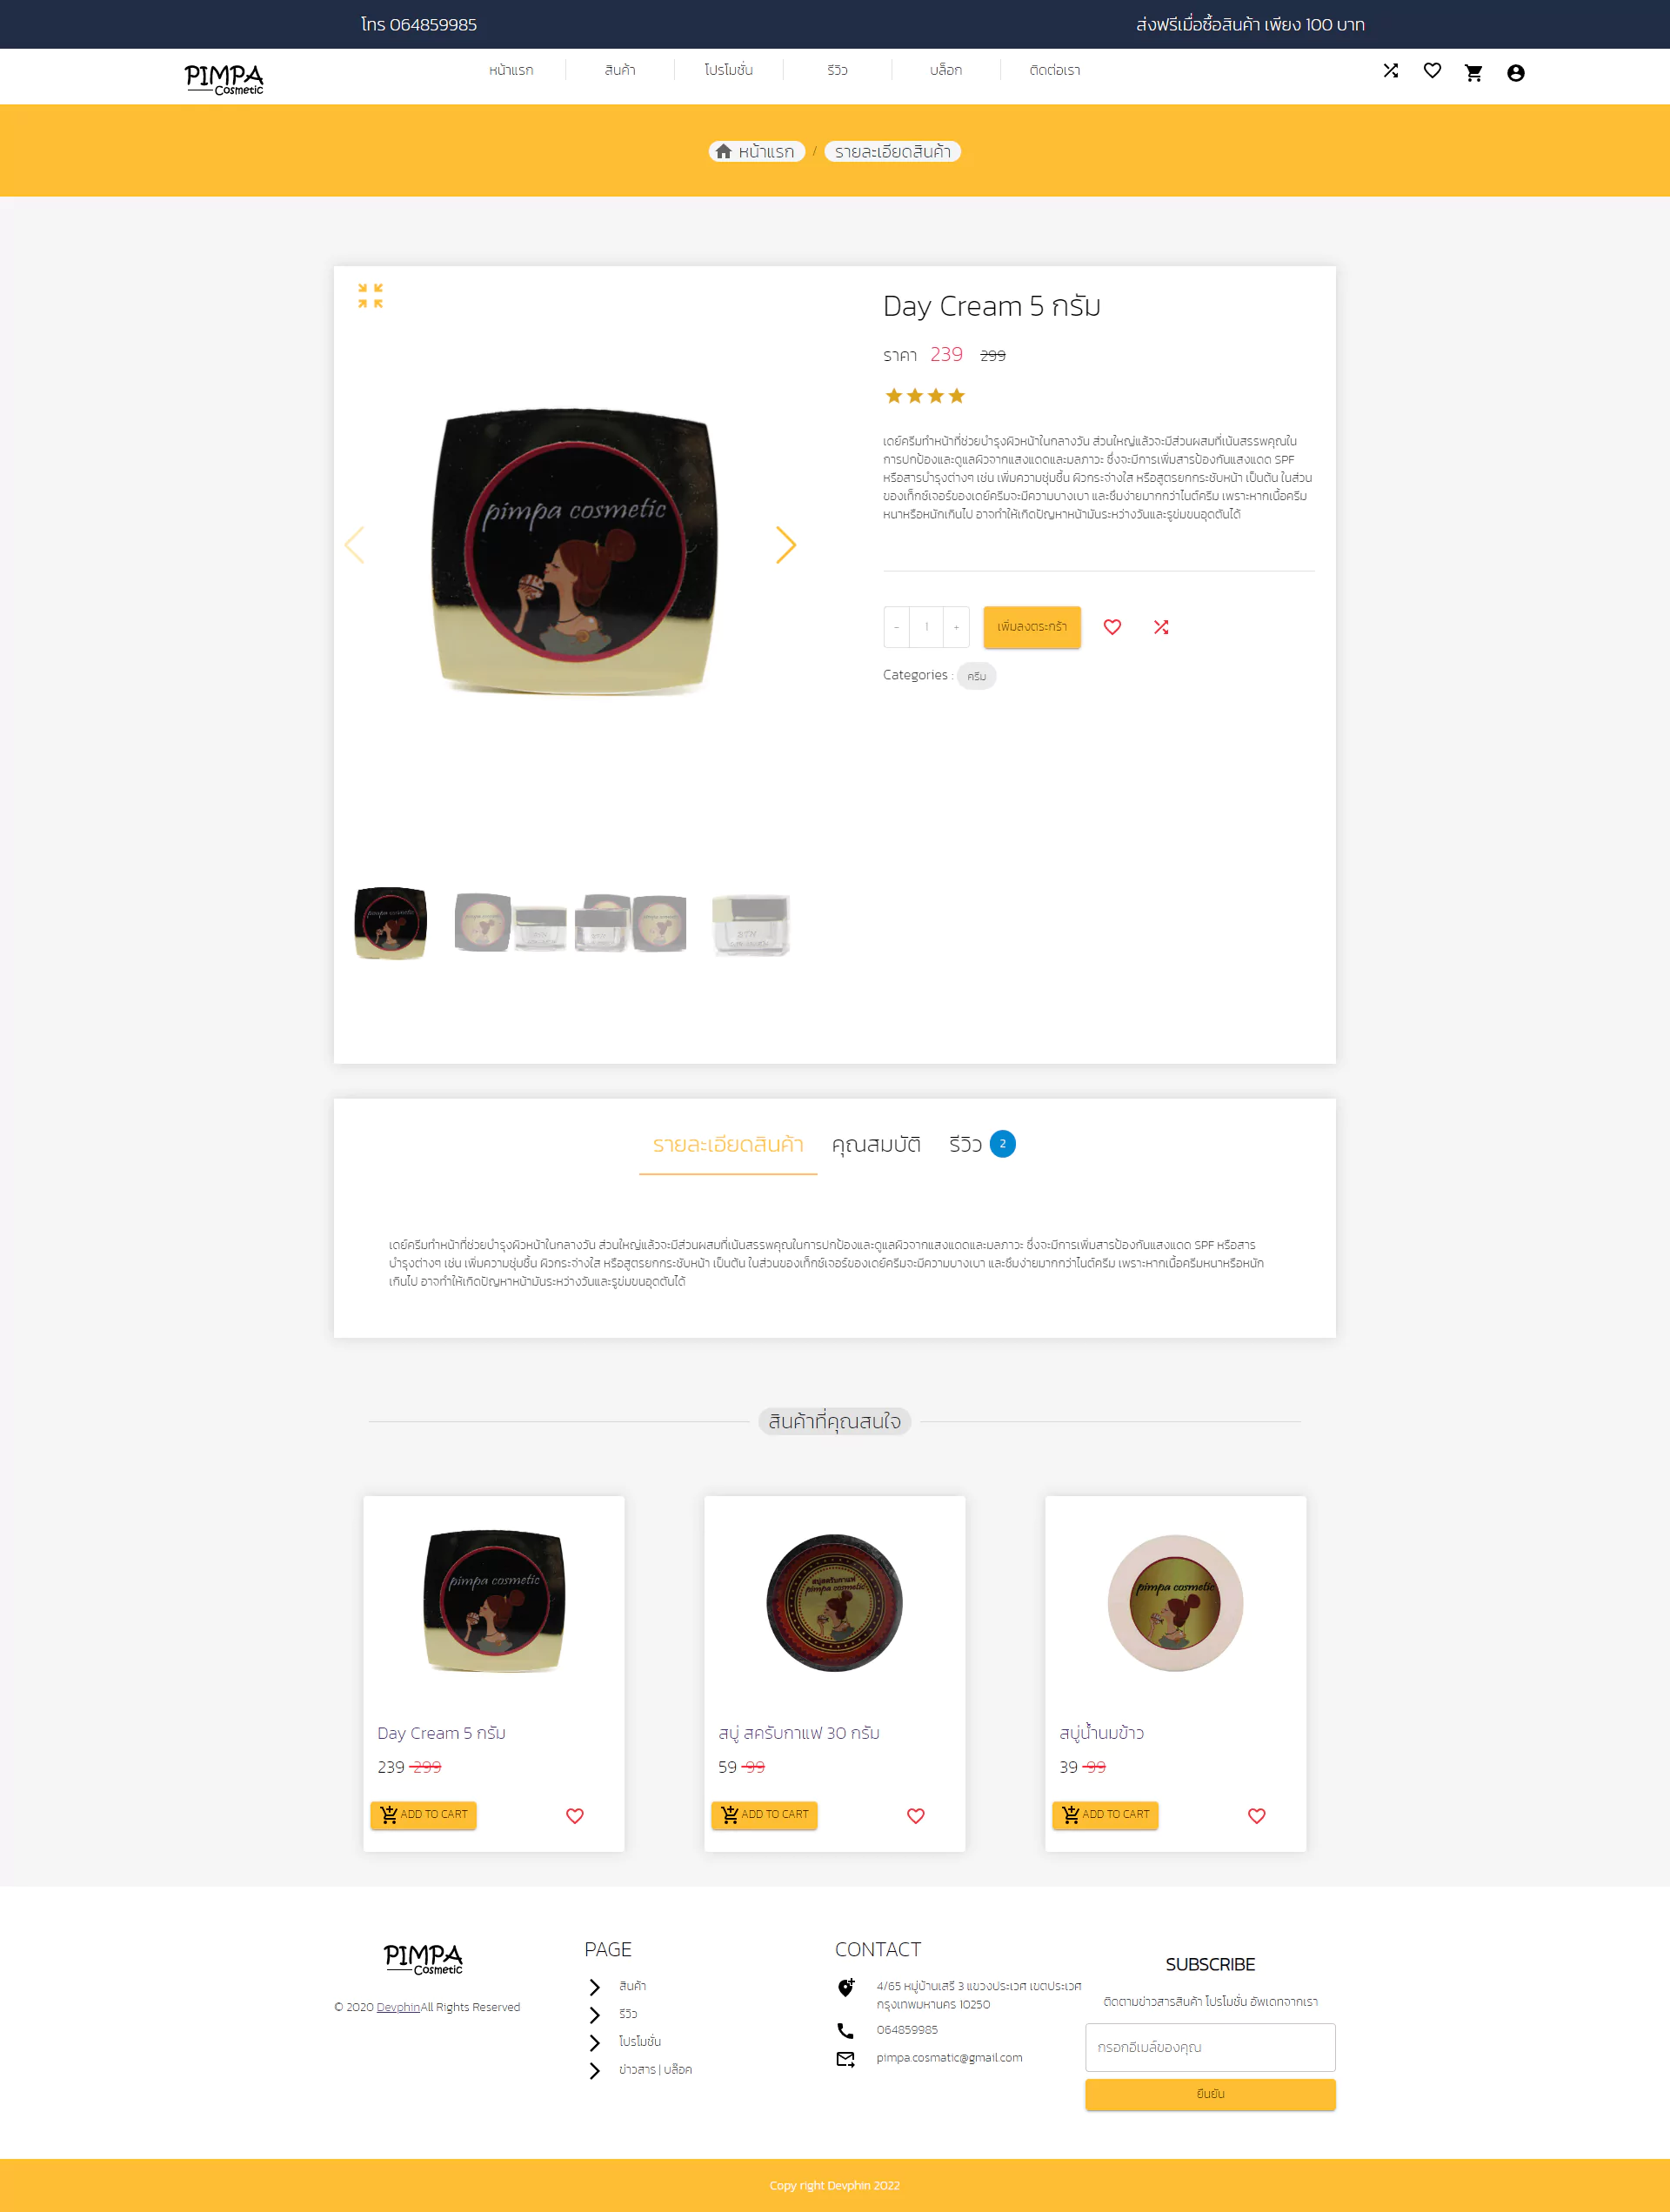 โทร 064859985
ส่งฟรีเมื่อซื้อสินค้า เพียง 100 บาท
PIMPA
Cosmetic
หน้าแรก
สินค้า
โปรโมชั่น
รีวิว
บล็อก
ติดต่อเรา
หน้าแรก / รายละเอียดสินค้า
Day Cream 5 กรัม
ราคา 239 299
เดย์ครีมทำหน้าที่ช่วยบำรุงผิวหน้าในกลางวัน ส่วนใหญ่แล้วจะมีส่วนผสมที่เน้นสรรพคุณใน
การปกป้องและดูแลผิวจากแสงแดดและมลภาวะ ซึ่งจะมีการเพิ่มสารป้องกันแสงแดด SPF
หรือสารบำรุงต่างๆ เช่น เพิ่มความชุ่มชื้น ผิวกระจ่างใส หรือสูตรยกกระชับหน้า เป็นต้น ในส่วน
ของเท็กซ์เจอร์ของเดย์ครีมจะมีความบางเบา และซึมง่ายมากกว่าไนต์ครีม เพราะหากเนื้อครีม
หนาหรือหนักเกินไป อาจทำให้เกิดปัญหาหน้ามันระหว่างวันและรูขุมขนอุดตันได้
pimpa cosmetic
- 1 +
เพิ่มลงตระกร้า
Categories : ครีม
รายละเอียดสินค้า
คุณสมบัติ
รีวิว 2
เดย์ครีมทำหน้าที่ช่วยบำรุงผิวหน้าในกลางวัน ส่วนใหญ่แล้วจะมีส่วนผสมที่เน้นสรรพคุณในการปกป้องและดูแลผิวจากแสงแดดและมลภาวะ ซึ่งจะมีการเพิ่มสารป้องกันแสงแดด SPF หรือสาร
บำรุงต่างๆ เช่น เพิ่มความชุ่มชื้น ผิวกระจ่างใส หรือสูตรยกกระชับหน้า เป็นต้น ในส่วนของเท็กซ์เจอร์ของเดย์ครีมจะมีความบางเบา และซึมง่ายมากกว่าไนต์ครีม เพราะหากเนื้อครีมหนาหรือหนัก
เกินไป อาจทำให้เกิดปัญหาหน้ามันระหว่างวันและรูขุมขนอุดตันได้
สินค้าที่คุณสนใจ
pimpa cosmetic
Day Cream 5 กรัม
239 299
ADD TO CART
สบู่สครับกาแฟ
pimpa cosmetic
สบู่ สครับกาแฟ 30 กรัม
59 99
ADD TO CART
pimpa cosmetic
สบู่น้ำนมข้าว
39 99
ADD TO CART
PIMPA
Cosmetic
© 2020 Devphin All Rights Reserved
PAGE
สินค้า
รีวิว
โปรโมชั่น
ข่าวสาร | บล๊อค
CONTACT
4/65 หมู่บ้านเสรี 3 แขวงประเวศ เขตประเวศ
กรุงเทพมหานคร 10250
064859985
pimpa.cosmatic@gmail.com
SUBSCRIBE
ติดตามข่าวสารสินค้า โปรโมชั่น อัพเดทจากเรา
กรอกอีเมล์ของคุณ
ยืนยัน
Copy right Devphin 2022